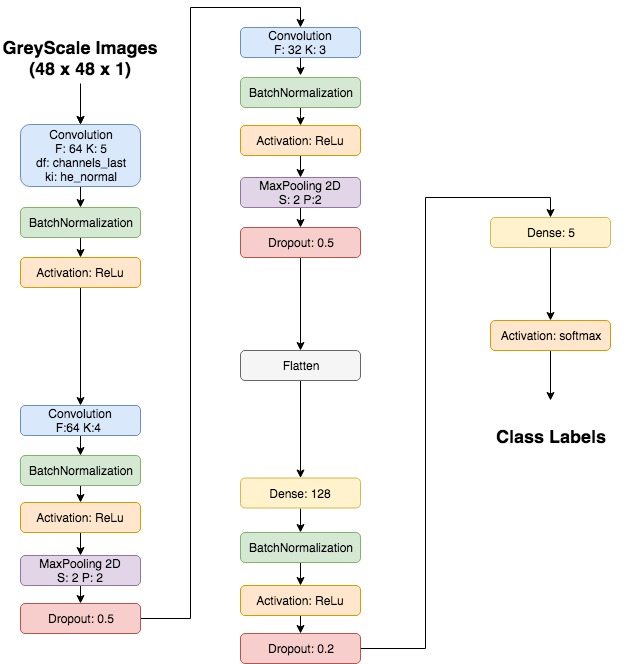 GreyScale Images
(48 x 48 x 1)
Convolution
F: 64 K: 5
df: channels_last
ki: he_normal
BatchNormalization
Activation: ReLu
Convolution
F:64 K:4
BatchNormalization
Activation: ReLu
MaxPooling 2D
S: 2 P: 2
Dropout: 0.5
Convolution
F: 32 K: 3
BatchNormalization
Activation: ReLu
MaxPooling 2D
S: 2 P:2
Dropout: 0.5
Flatten
Dense: 128
BatchNormalization
Activation: ReLu
Dropout: 0.2
Dense: 5
Activation: softmax
Class Labels